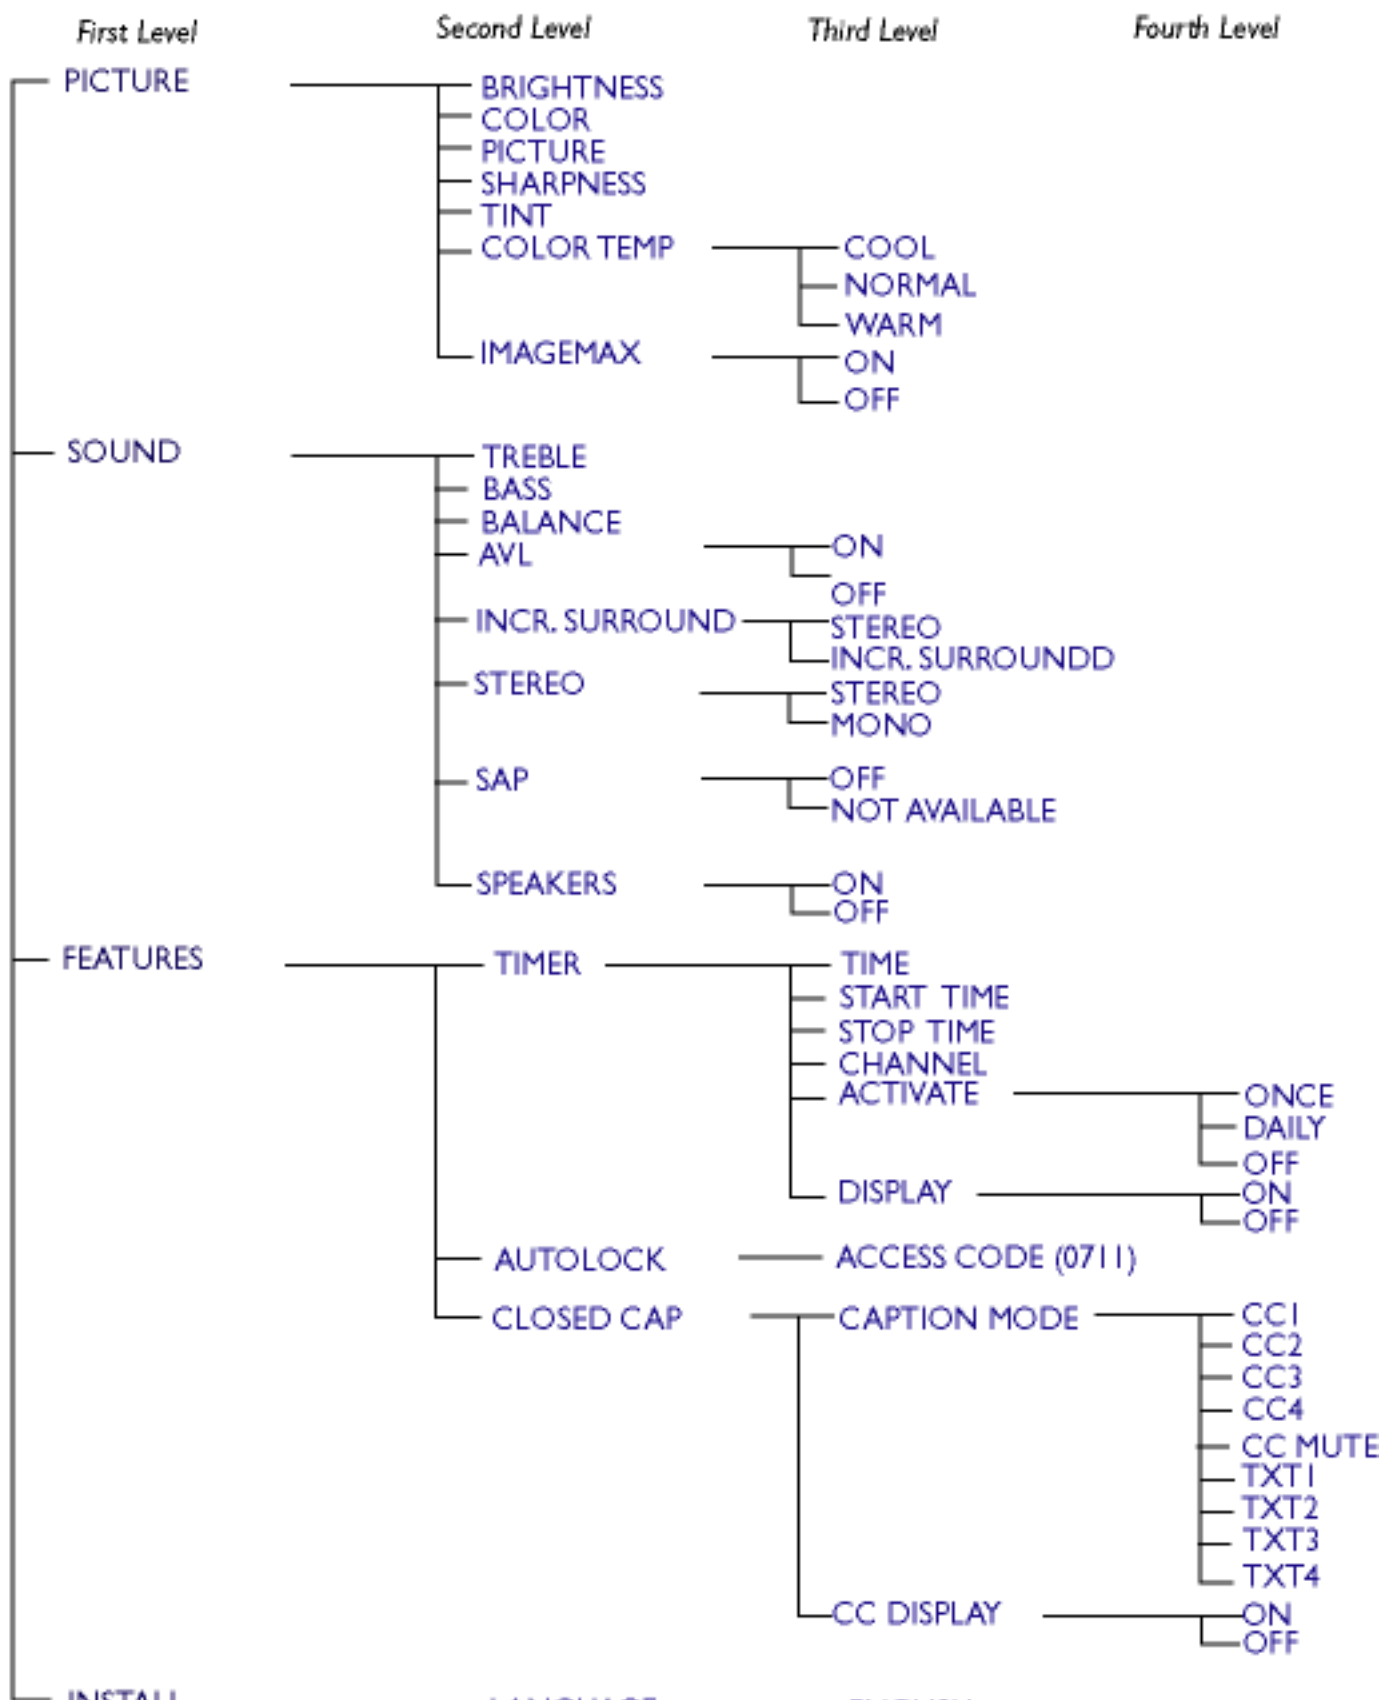 First Level Second Level Third Level Fourth Level
PICTURE BRIGHTNESS
COLOR
PICTURE
SHARPNESS
TINT
COLOR TEMP COOL
NORMAL
WARM
IMAGEMAX ON
OFF
SOUND TREBLE
BASS
BALANCE
AVL ON
OFF
INCR. SURROUND STEREO
INCR. SURROUNDD
STEREO STEREO
MONO
SAP OFF
NOT AVAILABLE
SPEAKERS ON
OFF
FEATURES TIMER TIME
START TIME
STOP TIME
CHANNEL
ACTIVATE ONCE
DAILY
OFF
DISPLAY ON
OFF
AUTOLOCK ACCESS CODE (0711)
CLOSED CAP CAPTION MODE CC1
CC2
CC3
CC4
CC MUTE
TXT1
TXT2
TXT3
TXT4
CC DISPLAY ON
OFF
INSTALL LANGUAGE